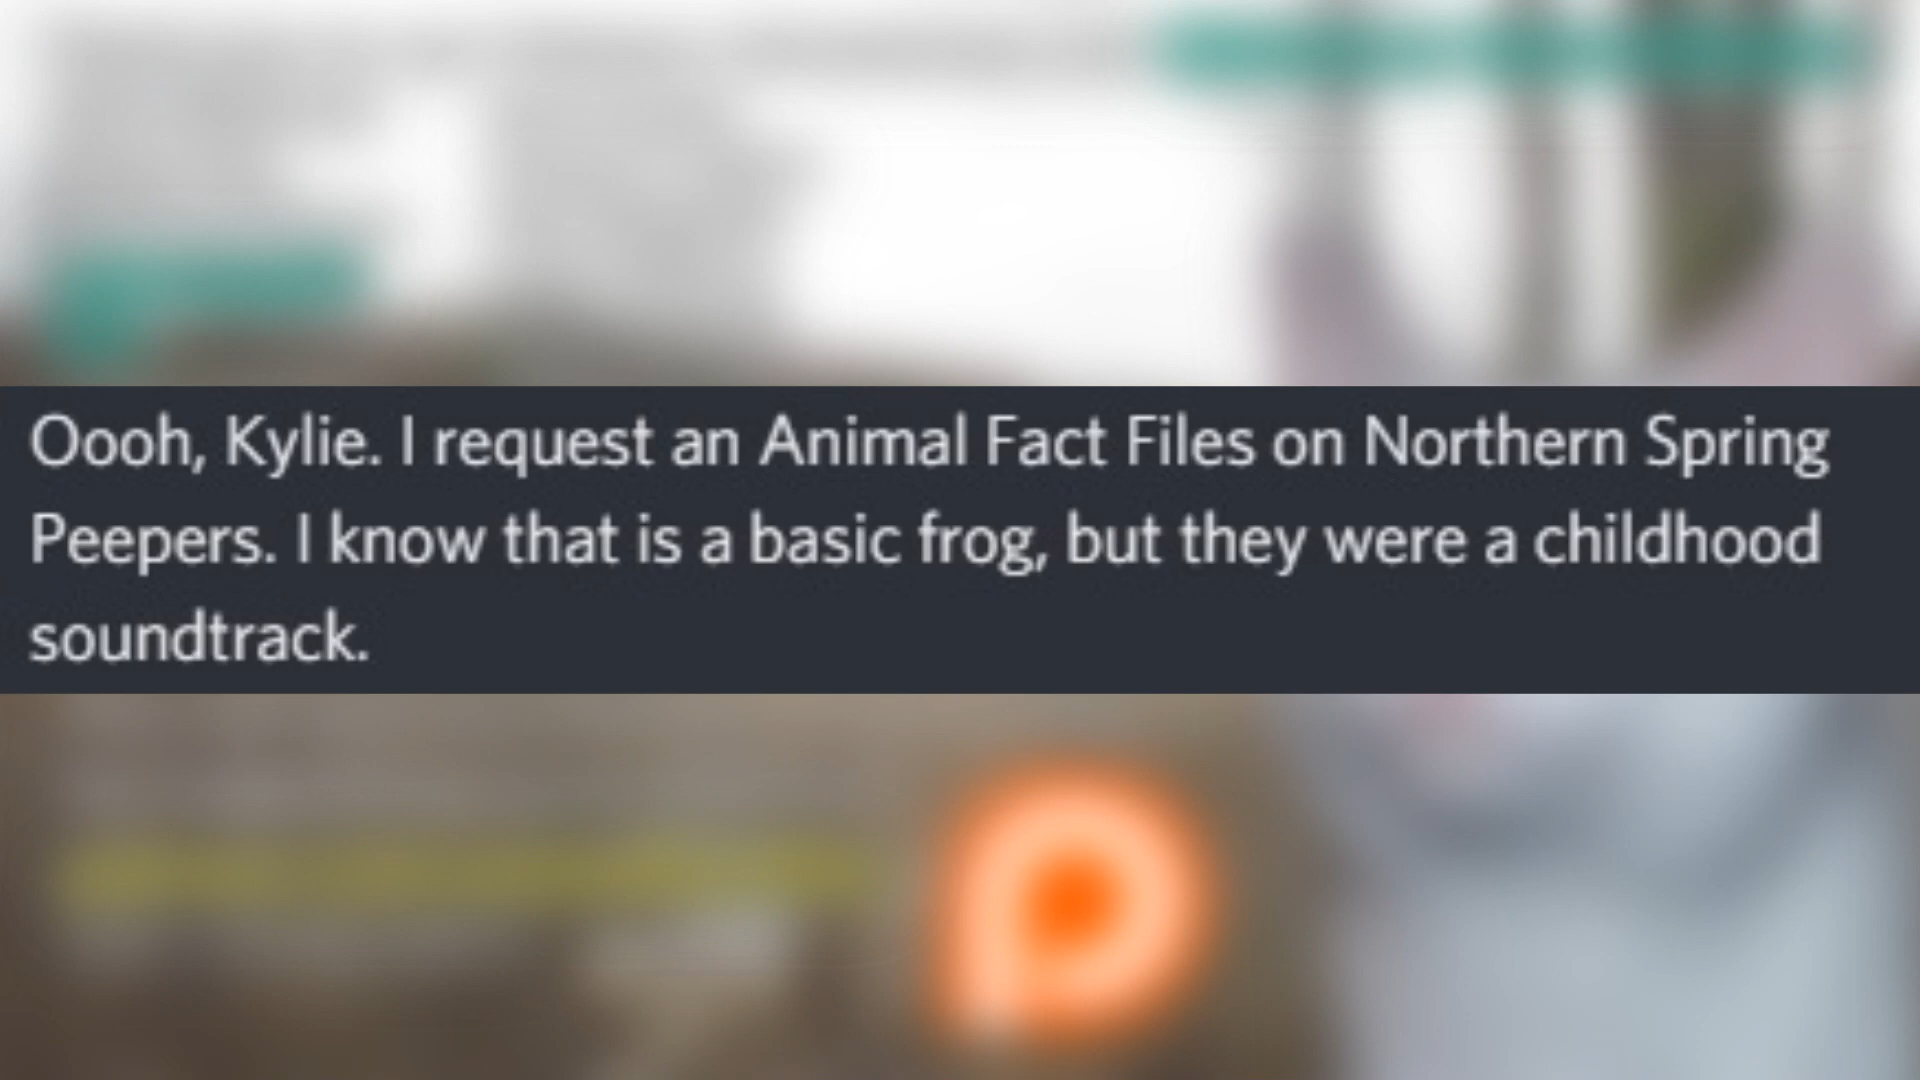 Oooh, Kylie. I request an Animal Fact Files on Northern Spring
Peepers. I know that is a basic frog, but they were a childhood
soundtrack.